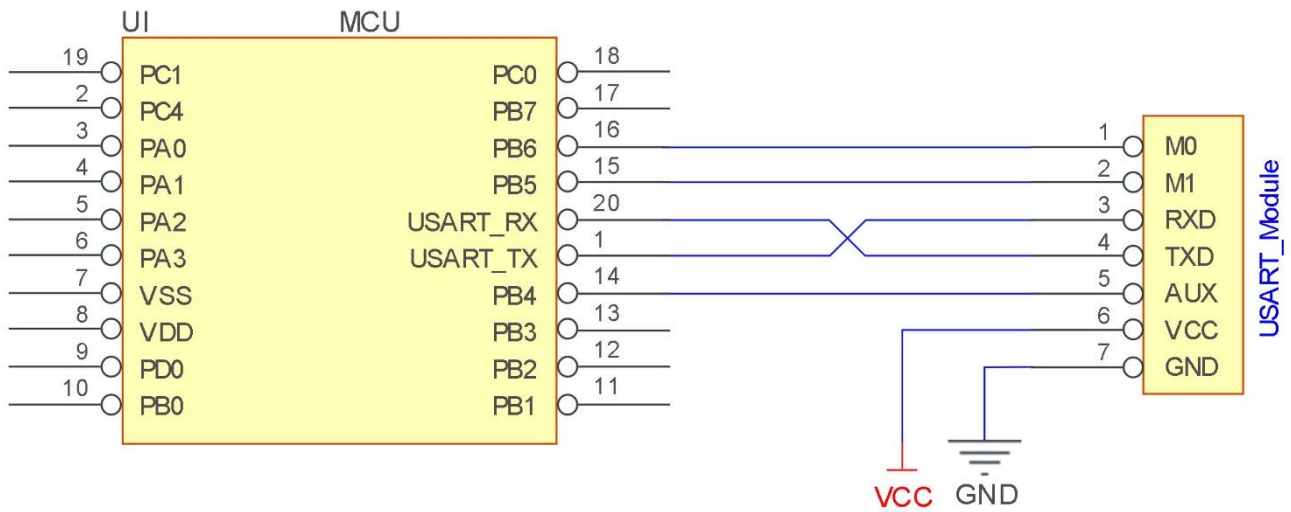 UI MCU
19 PC1 PC0 18
2 PC4 PB7 17
3 PA0 PB6 16 1 M0
4 PA1 PB5 15 2 M1
5 PA2 USART_RX 20 3 RXD
6 PA3 USART_TX 1 4 TXD
7 VSS PB4 14 5 AUX
8 VDD PB3 13 6 VCC
9 PD0 PB2 12 7 GND
10 PB0 PB1 11
USART_Module
VCC GND